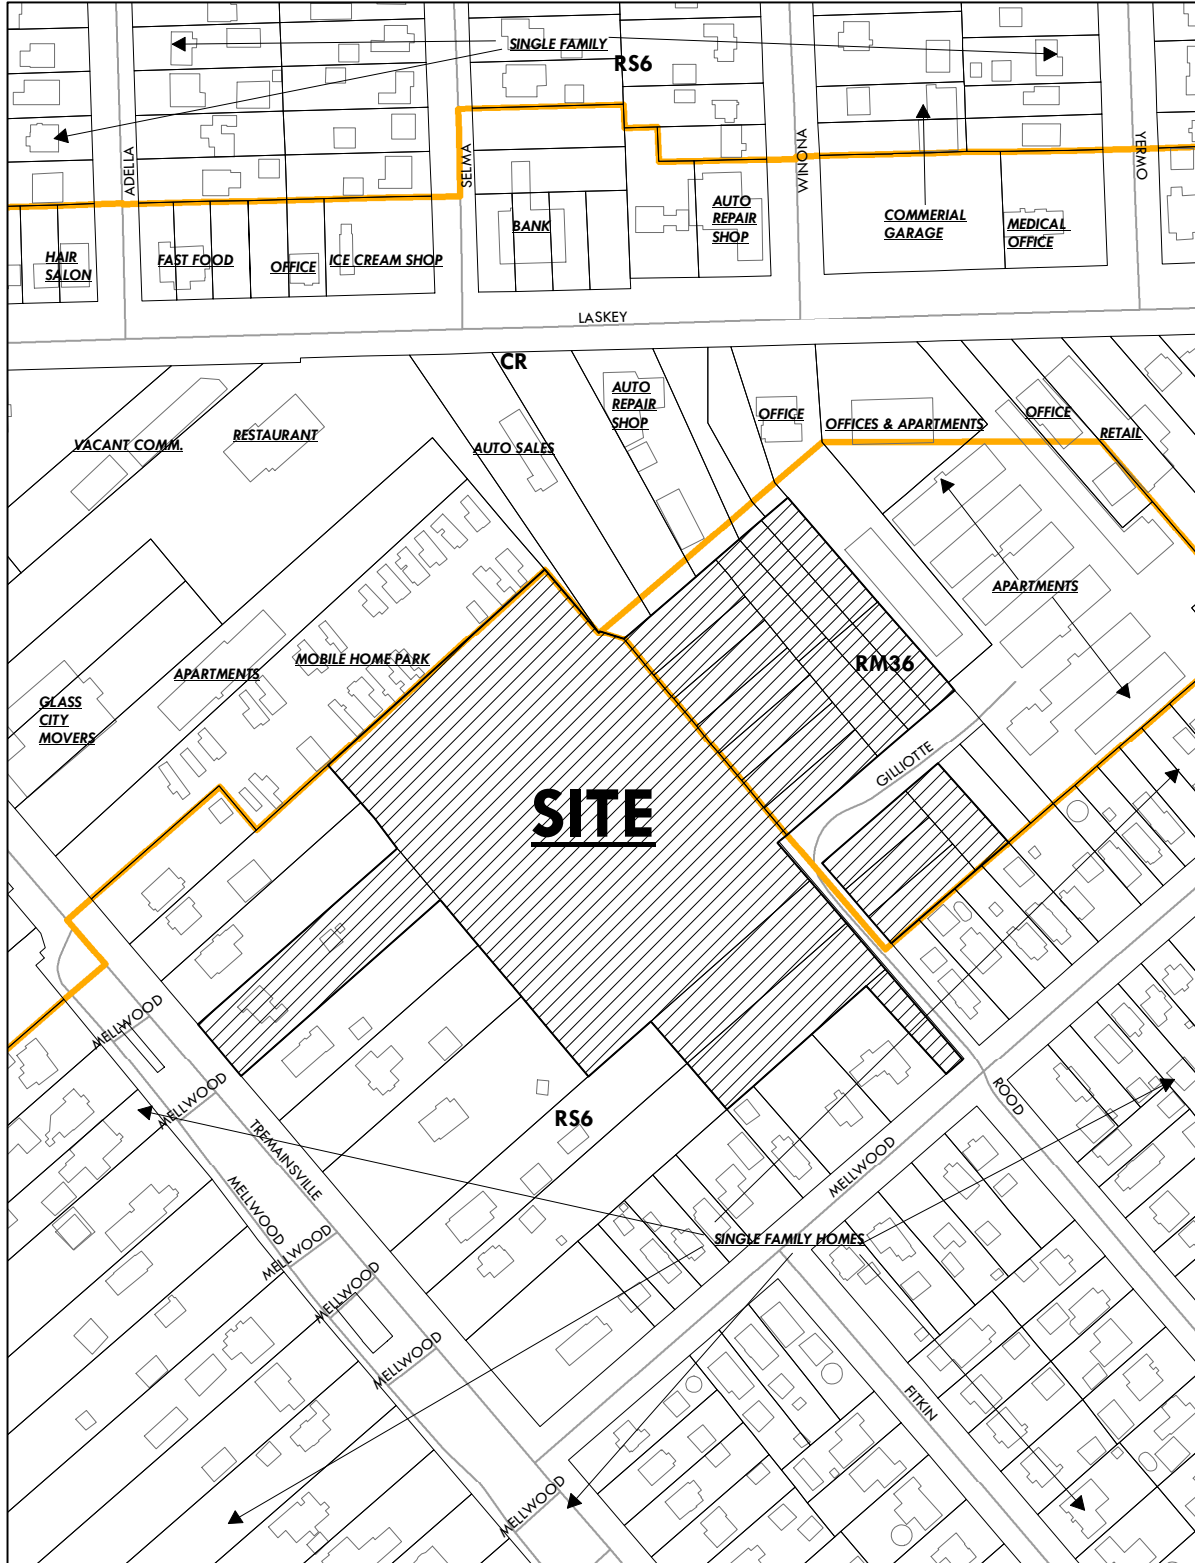 SINGLE FAMILY
RS6
ADELLA
SELMA
WINONA
YERMO
HAIR
SALON
FAST FOOD
OFFICE
ICE CREAM SHOP
BANK
AUTO
REPAIR
SHOP
COMMERIAL
GARAGE
MEDICAL
OFFICE
LASKEY
CR
VACANT COMM.
RESTAURANT
AUTO SALES
AUTO
REPAIR
SHOP
OFFICE
OFFICES & APARTMENTS
OFFICE
RETAIL
APARTMENTS
GLASS
CITY
MOVERS
APARTMENTS
MOBILE HOME PARK
RM36
GILLIOTTE
SITE
MELLWOOD
MELLWOOD
TREMAINSVILLE
MELLWOOD
RS6
ROOD
MELLWOOD
SINGLE FAMILY HOMES
MELLWOOD
MELLWOOD
MELLWOOD
FITKIN
MELLWOOD